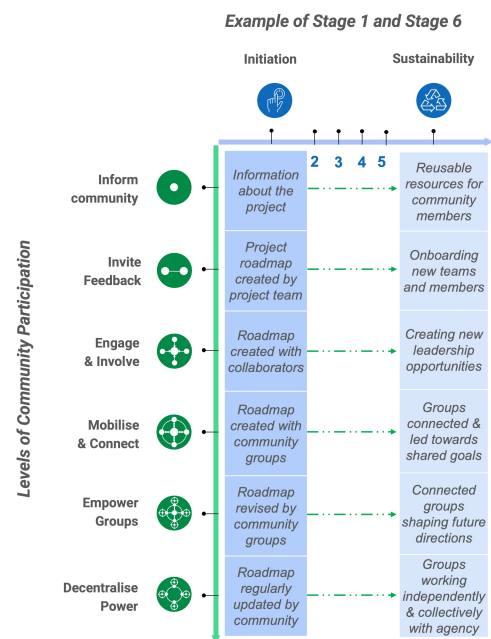 Example of Stage 1 and Stage 6
Initiation
Sustainability
2 3 4 5
Levels of Community Participation
Inform
community
Information
about the
project
Reusable
resources for
community
members
Invite
Feedback
Project
roadmap
created by
project team
Onboarding
new teams
and members
Engage
& Involve
Roadmap
created with
collaborators
Creating new
leadership
opportunities
Mobilise
& Connect
Roadmap
created with
community
groups
Groups
connected &
led towards
shared goals
Empower
Groups
Roadmap
revised by
community
groups
Connected
groups
shaping future
directions
Decentralise
Power
Roadmap
regularly
updated by
community
Groups
working
independently
& collectively
with agency